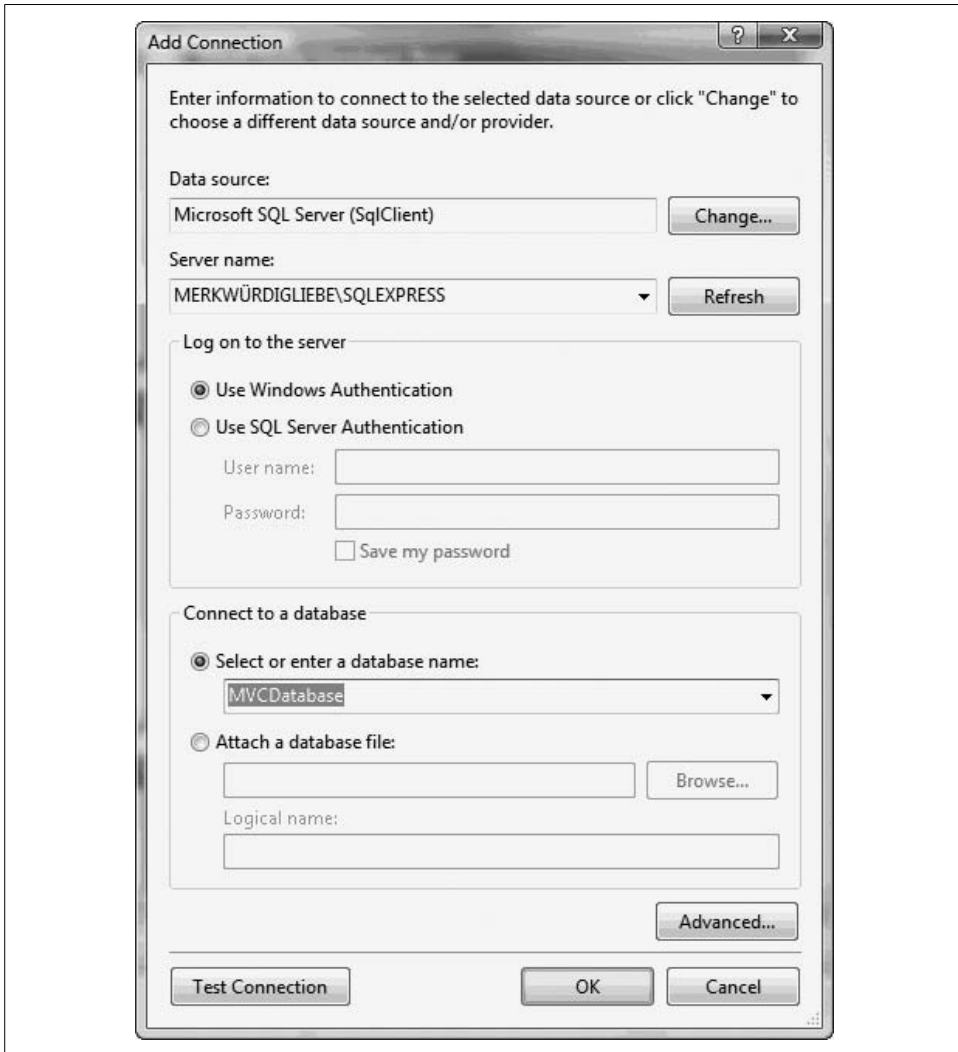 Add Connection
?
X
Enter information to connect to the selected data source or click "Change" to
choose a different data source and/or provider.
Data source:
Microsoft SQL Server (SqlClient)
Change...
Server name:
MERKWÜRDIGLIEBE\SQLEXPRESS
Refresh
Log on to the server
Use Windows Authentication
Use SQL Server Authentication
User name:
Password:
Save my password
Connect to a database
Select or enter a database name:
MVCDatabase
Attach a database file:
Browse...
Logical name:
Advanced...
Test Connection
OK
Cancel